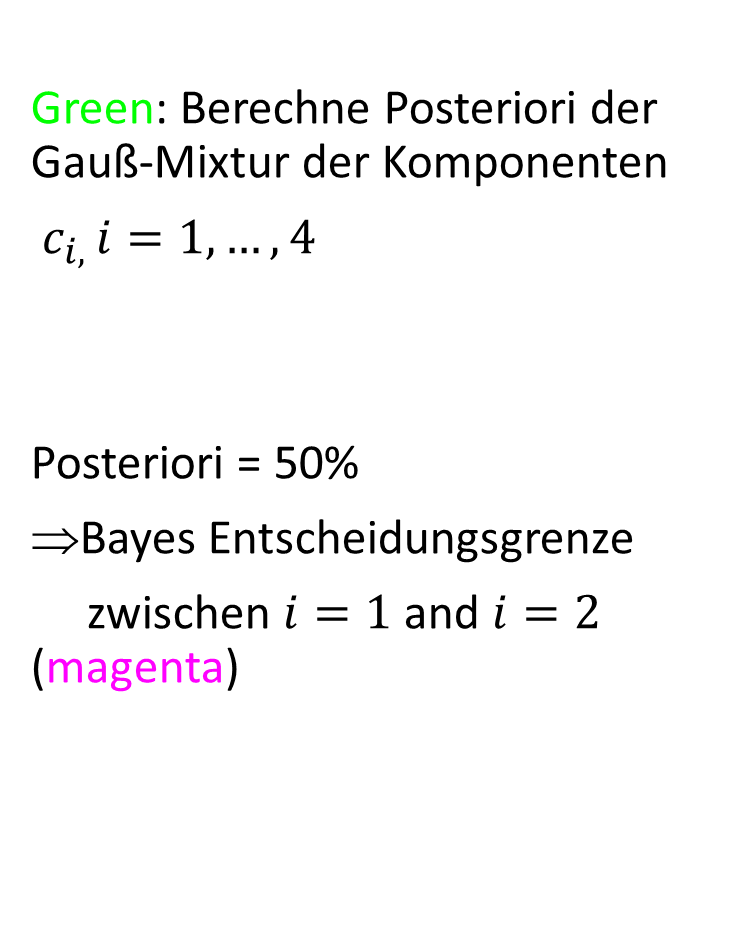 Green: Berechne Posteriori der
Gauß-Mixtur der Komponenten
𝑐𝑖, 𝑖 = 1, … , 4
Posteriori = 50%
⇒Bayes Entscheidungsgrenze
zwischen 𝑖 = 1 and 𝑖 = 2
(magenta)